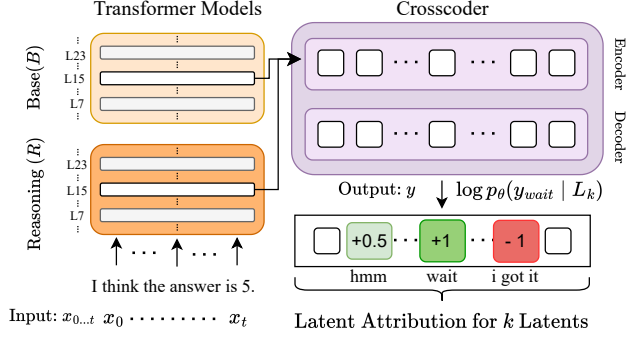 Transformer Models
Crosscoder
Base(B)
L23
L15
L7
Encoder
Decoder
Reasoning (R)
L23
L15
L7
Output: y
log p_θ(y_wait | L_k)
+0.5
+1
- 1
hmm
wait
i got it
I think the answer is 5.
Input: x_0...t x_0 ......... x_t
Latent Attribution for k Latents